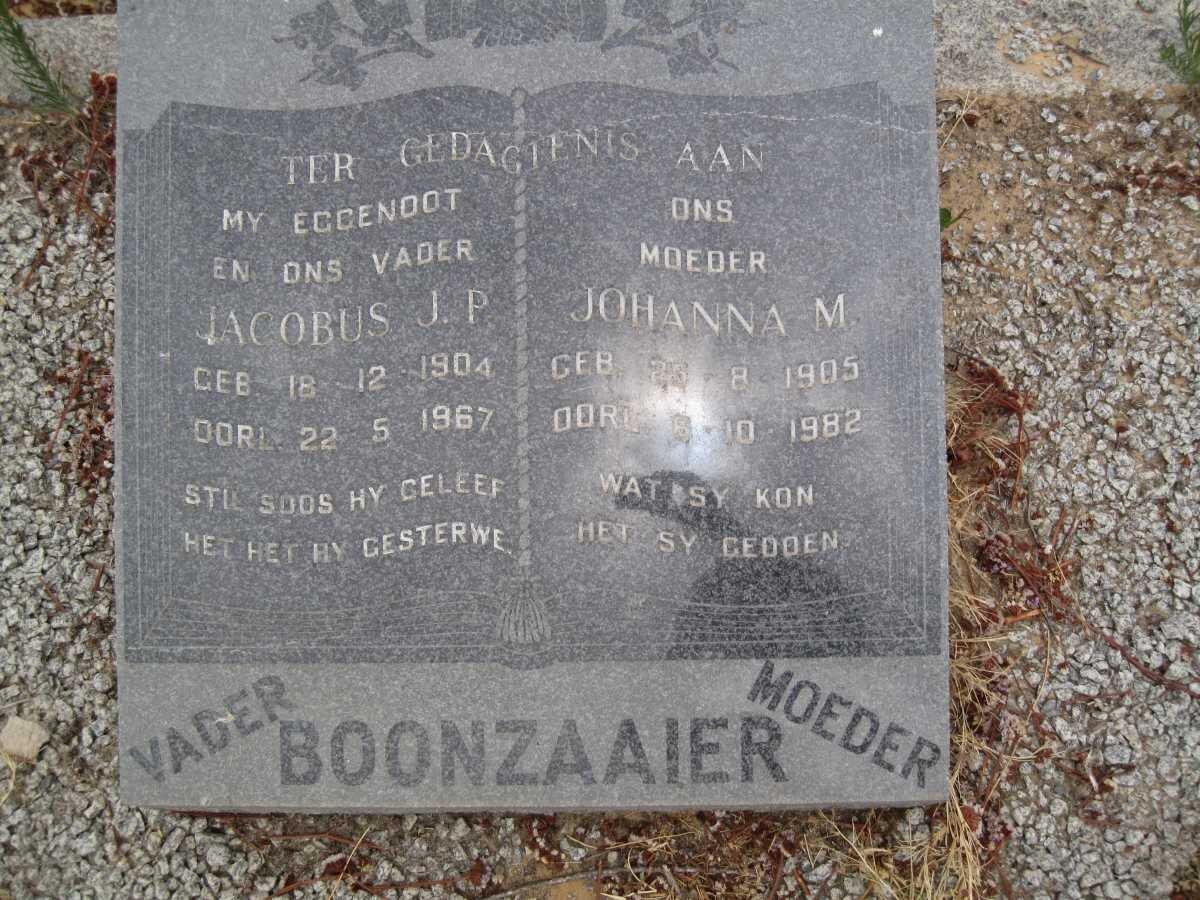 TER GEDAGTENIS AAN
MY EGGENOOT
EN ONS VADER
JACOBUS J. P.
GEB. 18 - 12 - 1904
OORL. 22 - 5 - 1967
STIL SOOS HY GELEEF
HET HET HY GESTERWE.
ONS
MOEDER
JOHANNA M.
GEB. 8 - 1905
OORL. 10 - 1982
WAT SY KON
HET SY GEDOEN.
VADER
BOONZAAIER
MOEDER